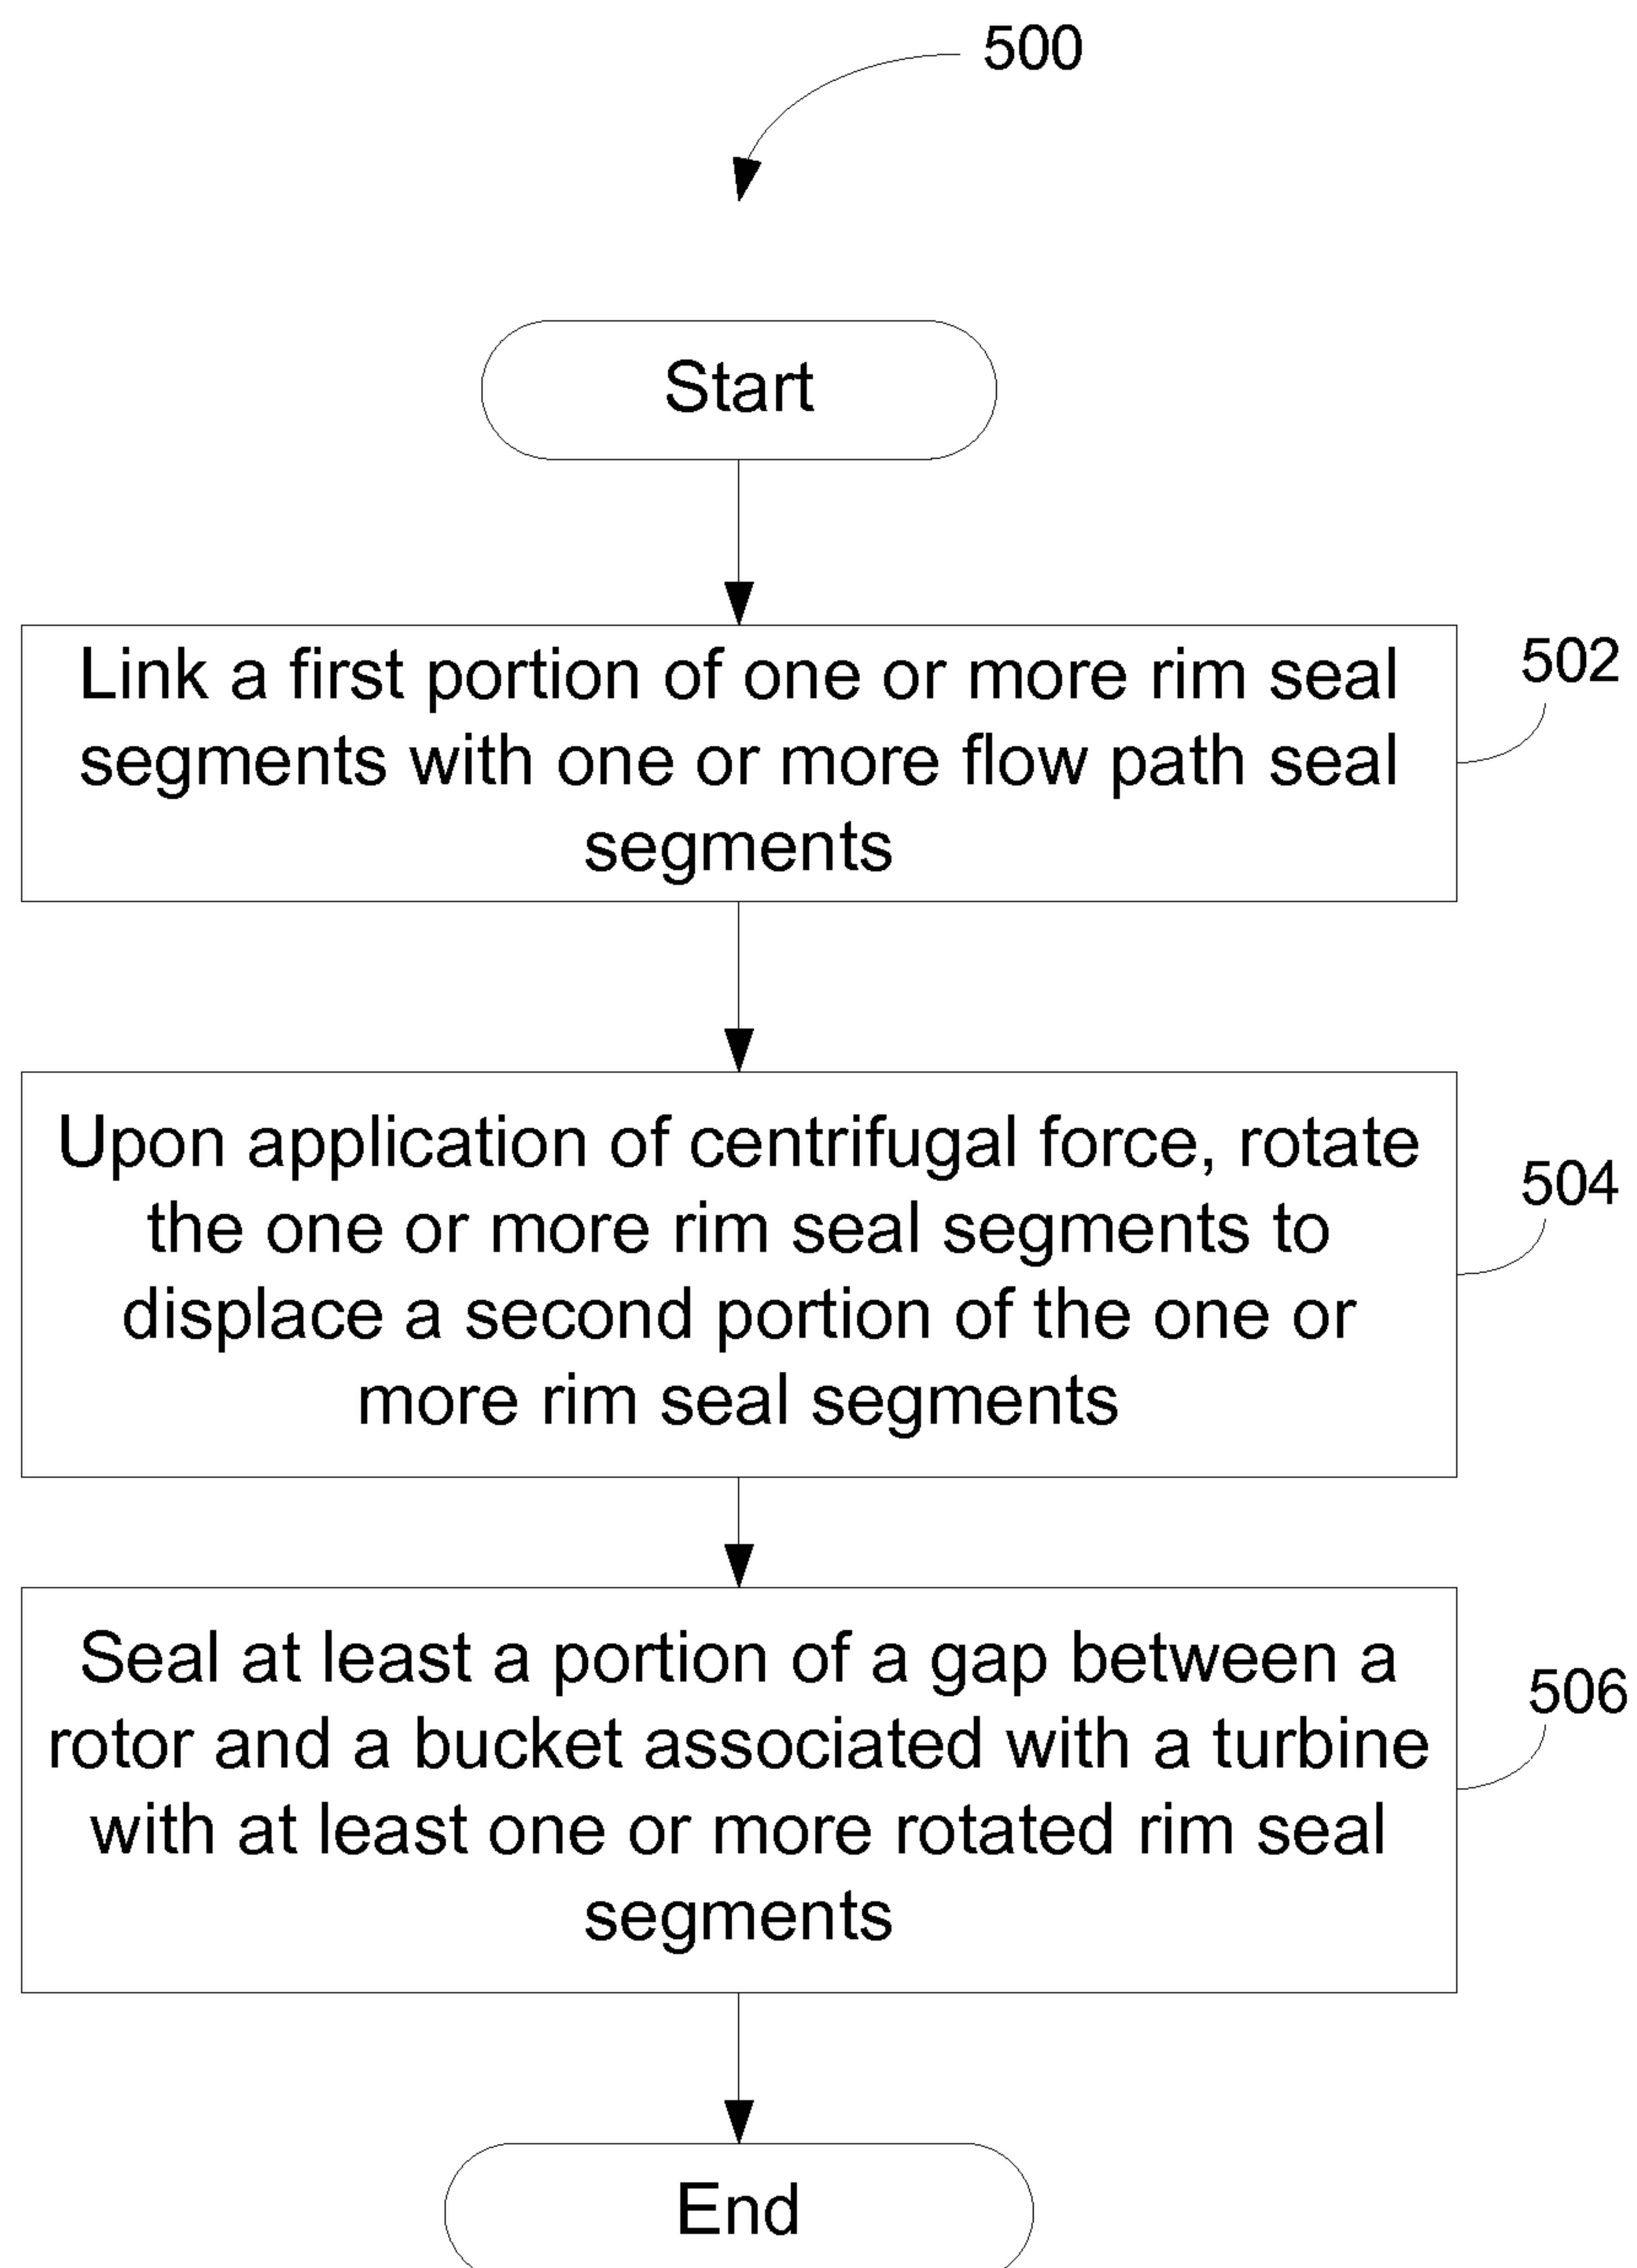 500
Start
Link a first portion of one or more rim seal
segments with one or more flow path seal
segments
502
Upon application of centrifugal force, rotate
the one or more rim seal segments to
displace a second portion of the one or
more rim seal segments
504
Seal at least a portion of a gap between a
rotor and a bucket associated with a turbine
with at least one or more rotated rim seal
segments
506
End